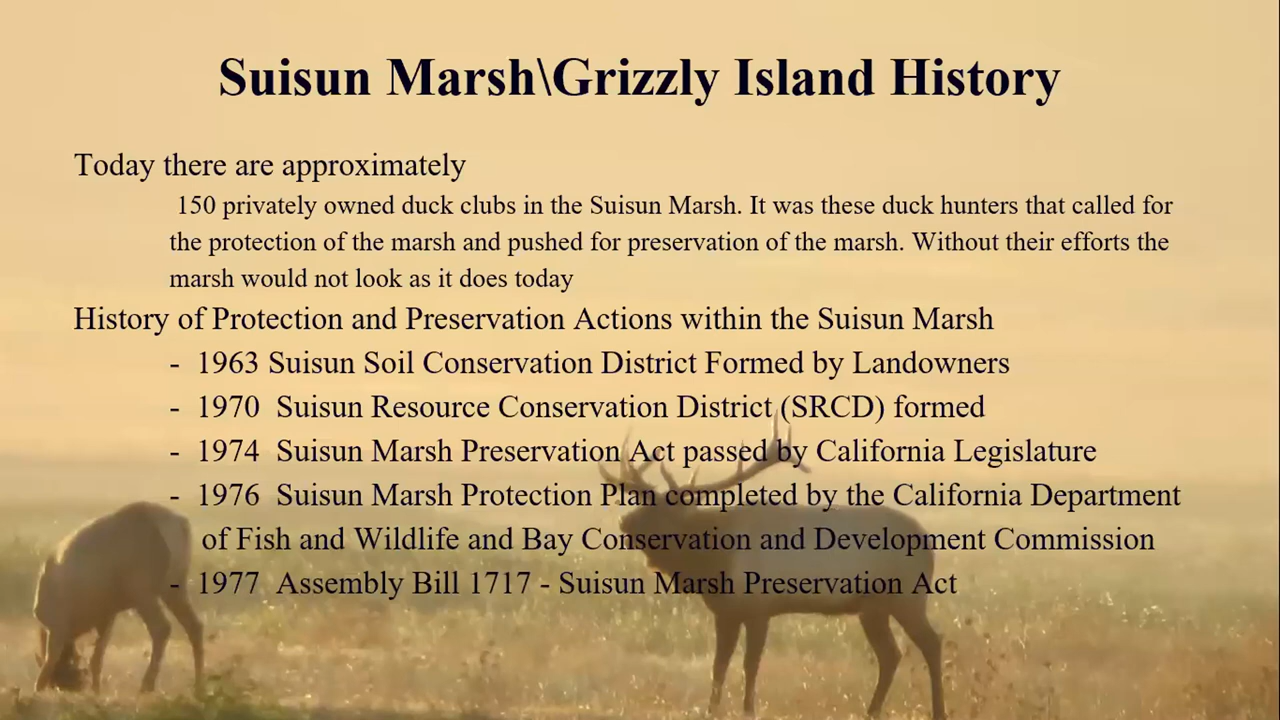 Suisun Marsh\Grizzly Island History
Today there are approximately
150 privately owned duck clubs in the Suisun Marsh. It was these duck hunters that called for
the protection of the marsh and pushed for preservation of the marsh. Without their efforts the
marsh would not look as it does today
History of Protection and Preservation Actions within the Suisun Marsh
- 1963 Suisun Soil Conservation District Formed by Landowners
- 1970 Suisun Resource Conservation District (SRCD) formed
- 1974 Suisun Marsh Preservation Act passed by California Legislature
- 1976 Suisun Marsh Protection Plan completed by the California Department
of Fish and Wildlife and Bay Conservation and Development Commission
- 1977 Assembly Bill 1717 - Suisun Marsh Preservation Act